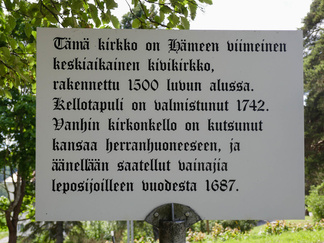 Tämä kirkko on Hämeen viimeinen
keskiaikainen kivikirkko,
rakennettu 1500 luvun alussa.
Kellotapuli on valmistunut 1742.
Vanhin kirkonkello on kutsunut
kansaa herranhuoneeseen, ja
äänellään saatellut vainajia
leposijoilleen vuodesta 1687.